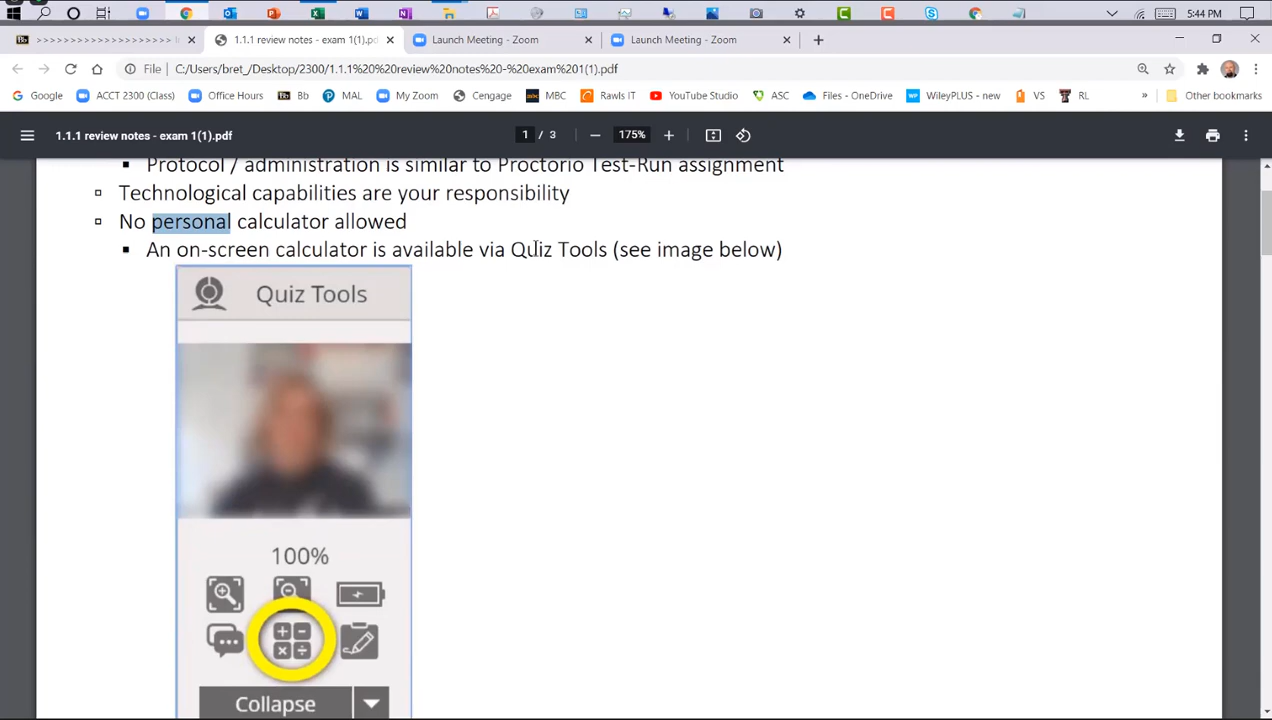 5:44 PM
>>>>>>>>>>>>>>>>>>>> I
1.1.1 review notes - exam 1(1).pd
Launch Meeting - Zoom
Launch Meeting - Zoom
File
C:/Users/bret_/Desktop/2300/1.1.1%20%20review%20notes%20-%20exam%201(1).pdf
Google
ACCT 2300 (Class)
Office Hours
Bb
MAL
My Zoom
Cengage
MBC
Rawls IT
YouTube Studio
ASC
Files - OneDrive
WileyPLUS - new
VS
RL
»
Other bookmarks
1.1.1 review notes - exam 1(1).pdf
1 / 3
175%
▪ Protocol / administration is similar to Proctorio Test-Run assignment
▫ Technological capabilities are your responsibility
▫ No personal calculator allowed
▪ An on-screen calculator is available via Quiz Tools (see image below)
Quiz Tools
100%
Collapse